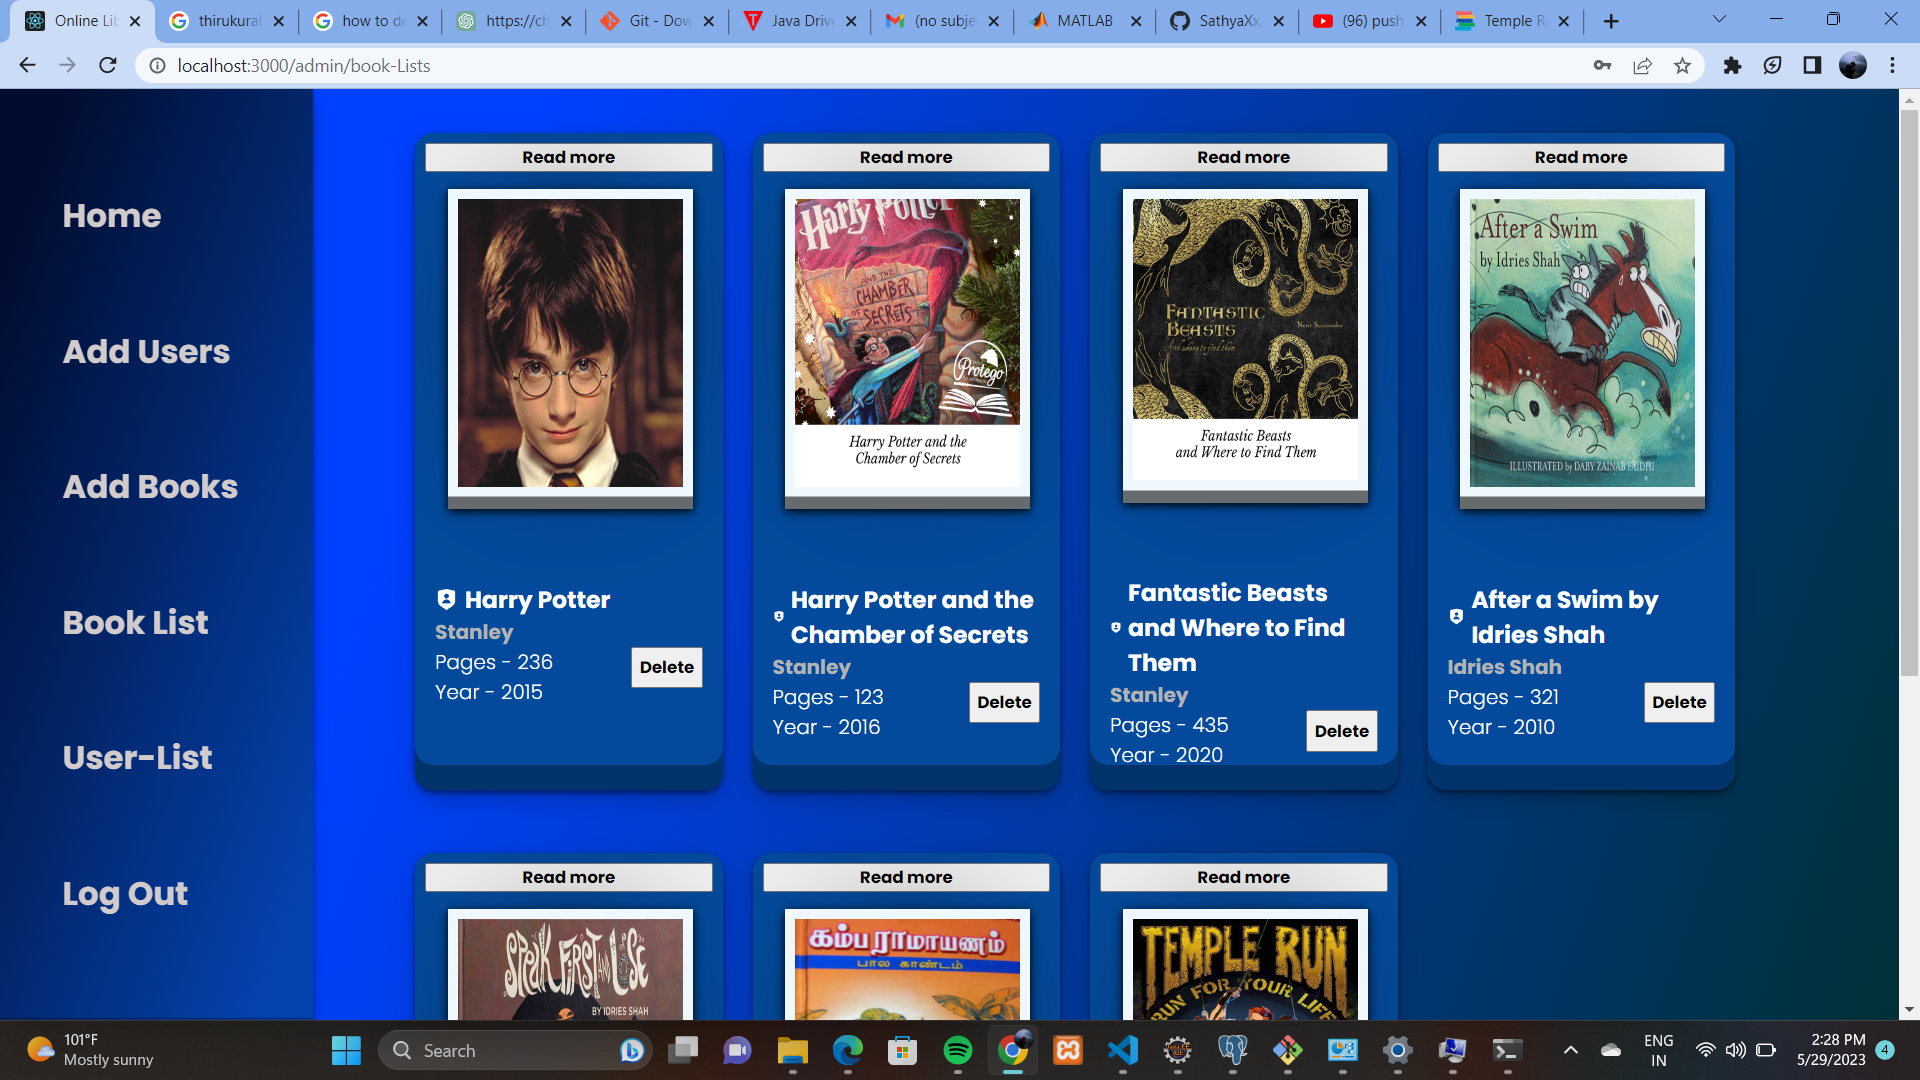 Online Lib
thirukural
how to de
https://ch
Git - Dow
Java Drive
(no subje
MATLAB
SathyaXx
(96) push
Temple R
localhost:3000/admin/book-Lists
Home
Add Users
Add Books
Book List
User-List
Log Out
Read more
Harry Potter
Stanley
Pages - 236
Year - 2015
Delete
Read more
Harry Potter
AND THE
CHAMBER
OF SECRETS
Protego
Harry Potter and the
Chamber of Secrets
Harry Potter and the
Chamber of Secrets
Stanley
Pages - 123
Year - 2016
Delete
Read more
FANTASTIC
BEASTS
And where to find them
Newt Scamander
Fantastic Beasts
and Where to Find Them
Fantastic Beasts
and Where to Find
Them
Stanley
Pages - 435
Year - 2020
Delete
Read more
After a Swim
by Idries Shah
ILLUSTRATED by DABY ZAINAB FAIDHI
After a Swim by
Idries Shah
Idries Shah
Pages - 321
Year - 2010
Delete
Read more
SPEAK FIRST AND LOSE
BY IDRIES SHAH
Read more
கம்ப ராமாயணம்
பால காண்டம்
Read more
TEMPLE RUN
RUN FOR YOUR LIFE
101°F
Mostly sunny
Search
ENG
IN
2:28 PM
5/29/2023
4